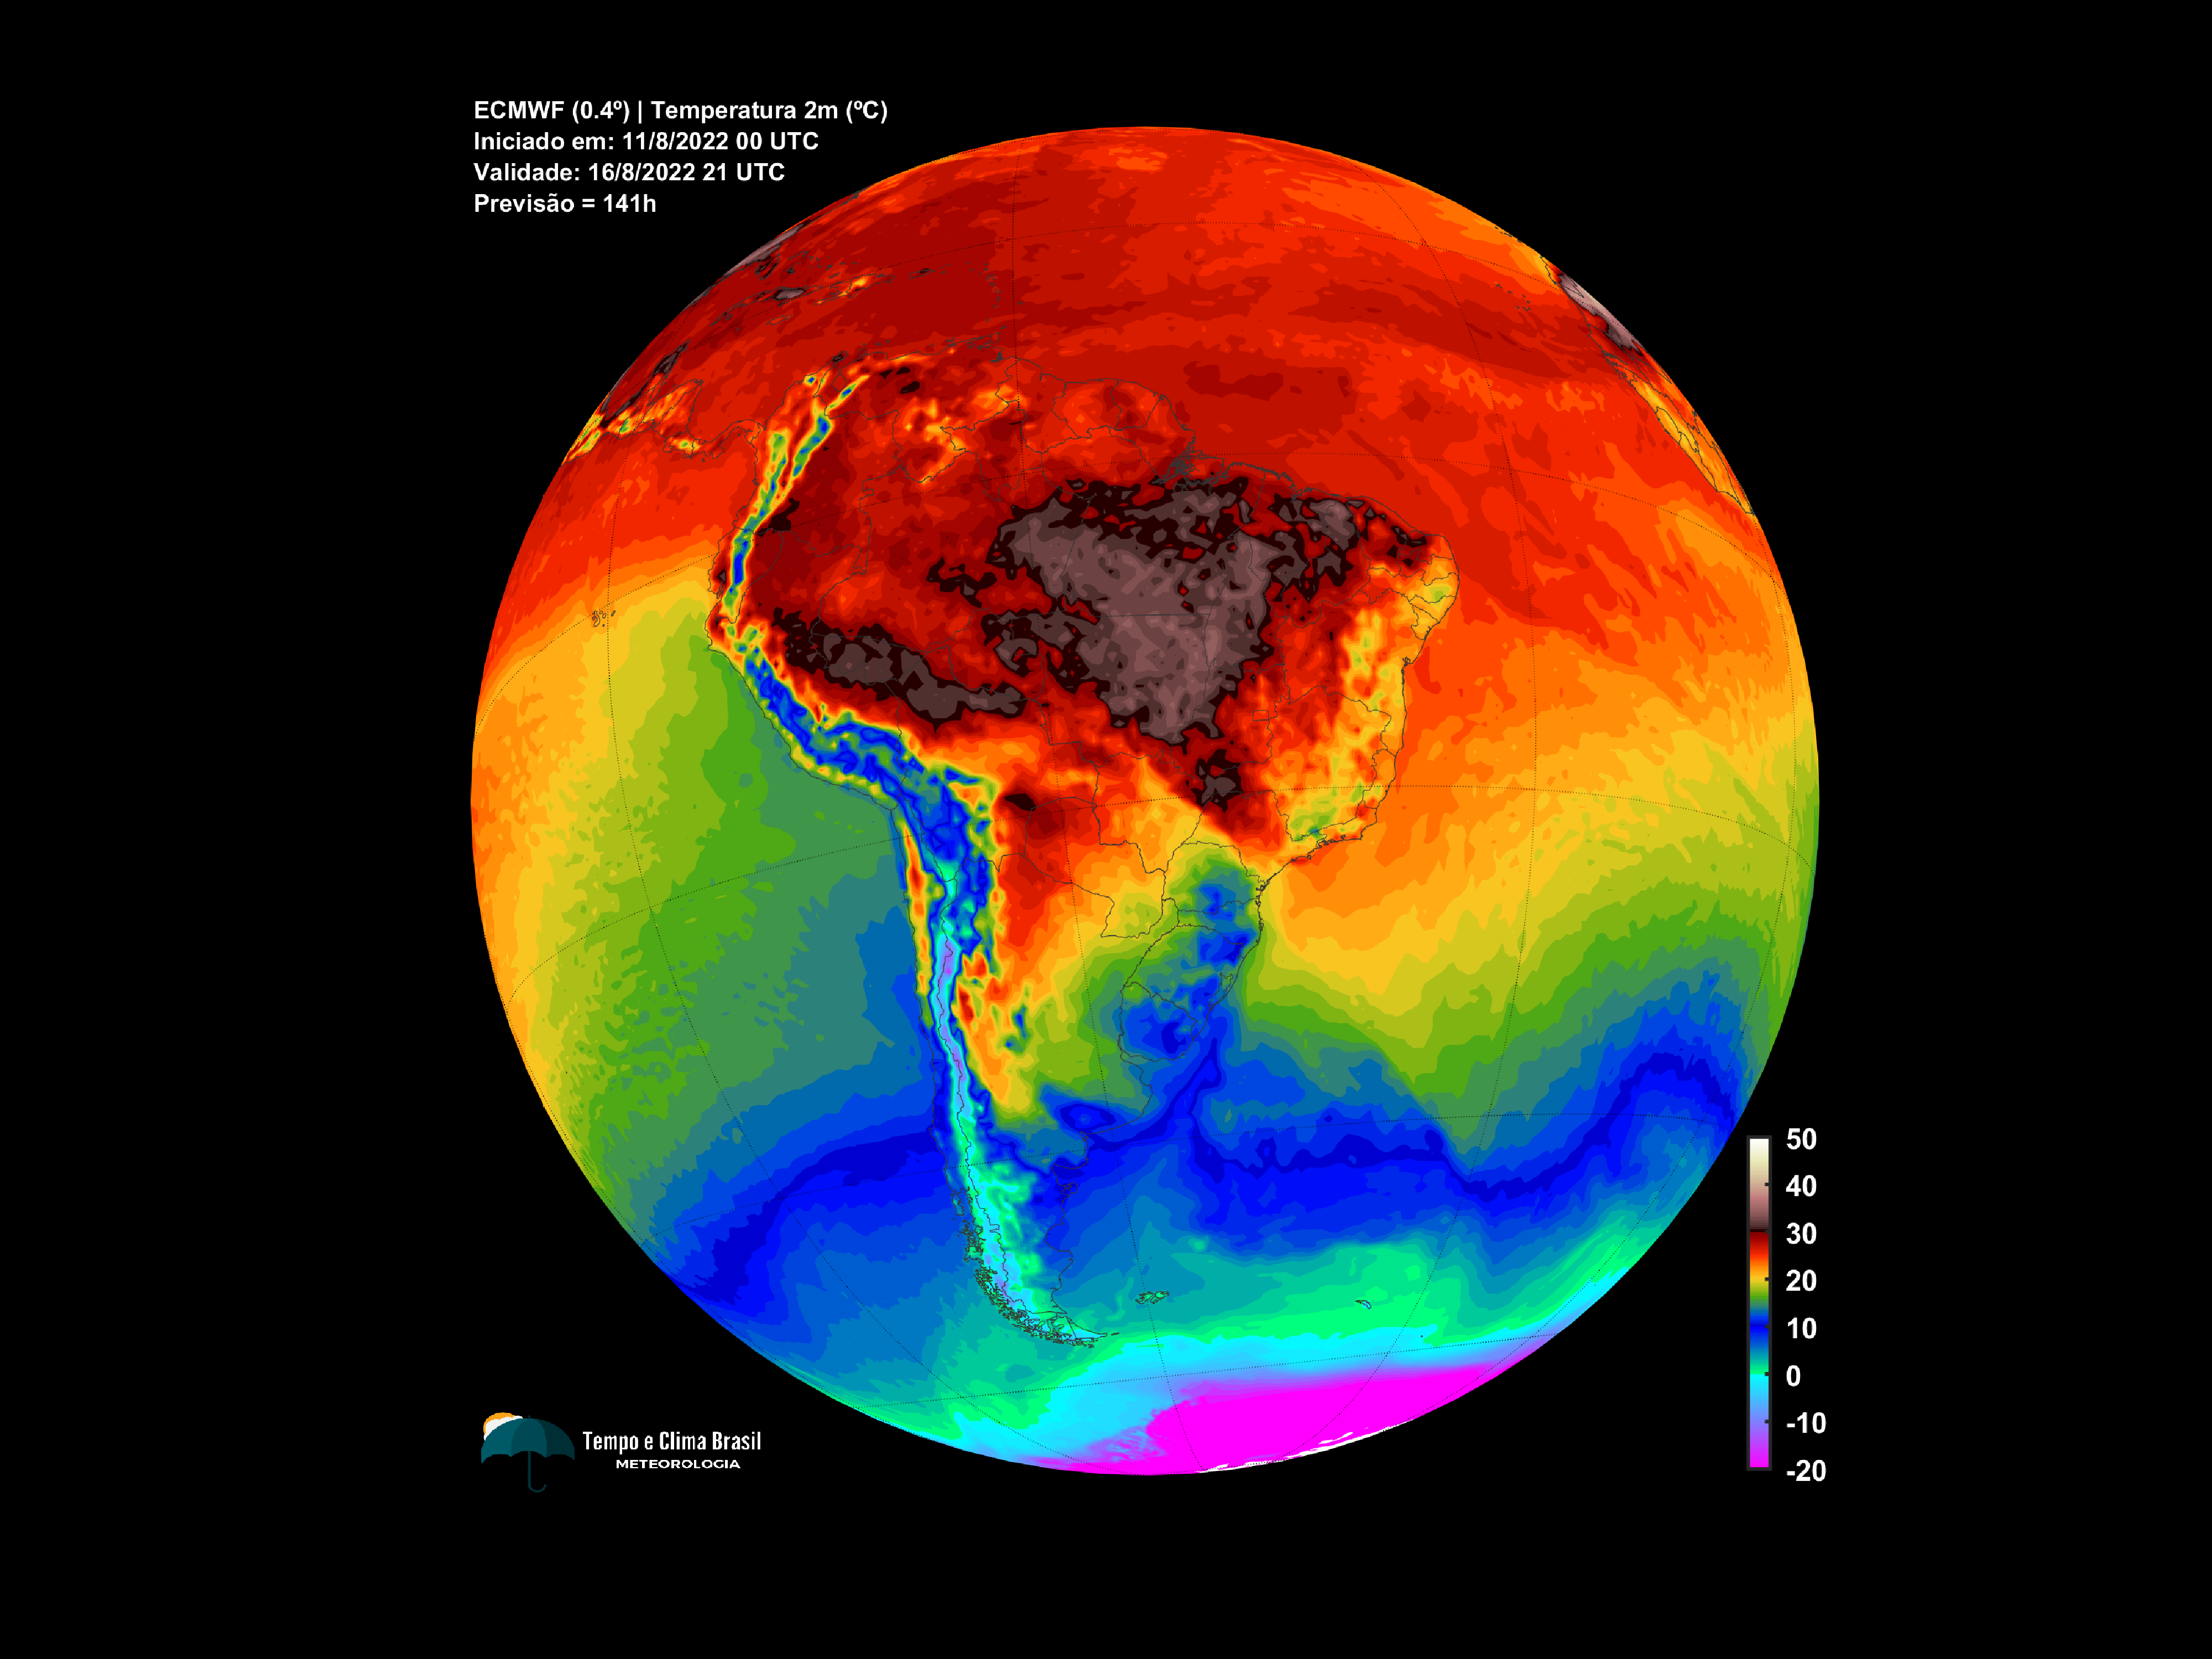 ECMWF (0.4º) | Temperatura 2m (ºC)
Iniciado em: 11/8/2022 00 UTC
Validade: 16/8/2022 21 UTC
Previsão = 141h
50
40
30
20
10
0
-10
-20
Tempo e Clima Brasil
METEOROLOGIA